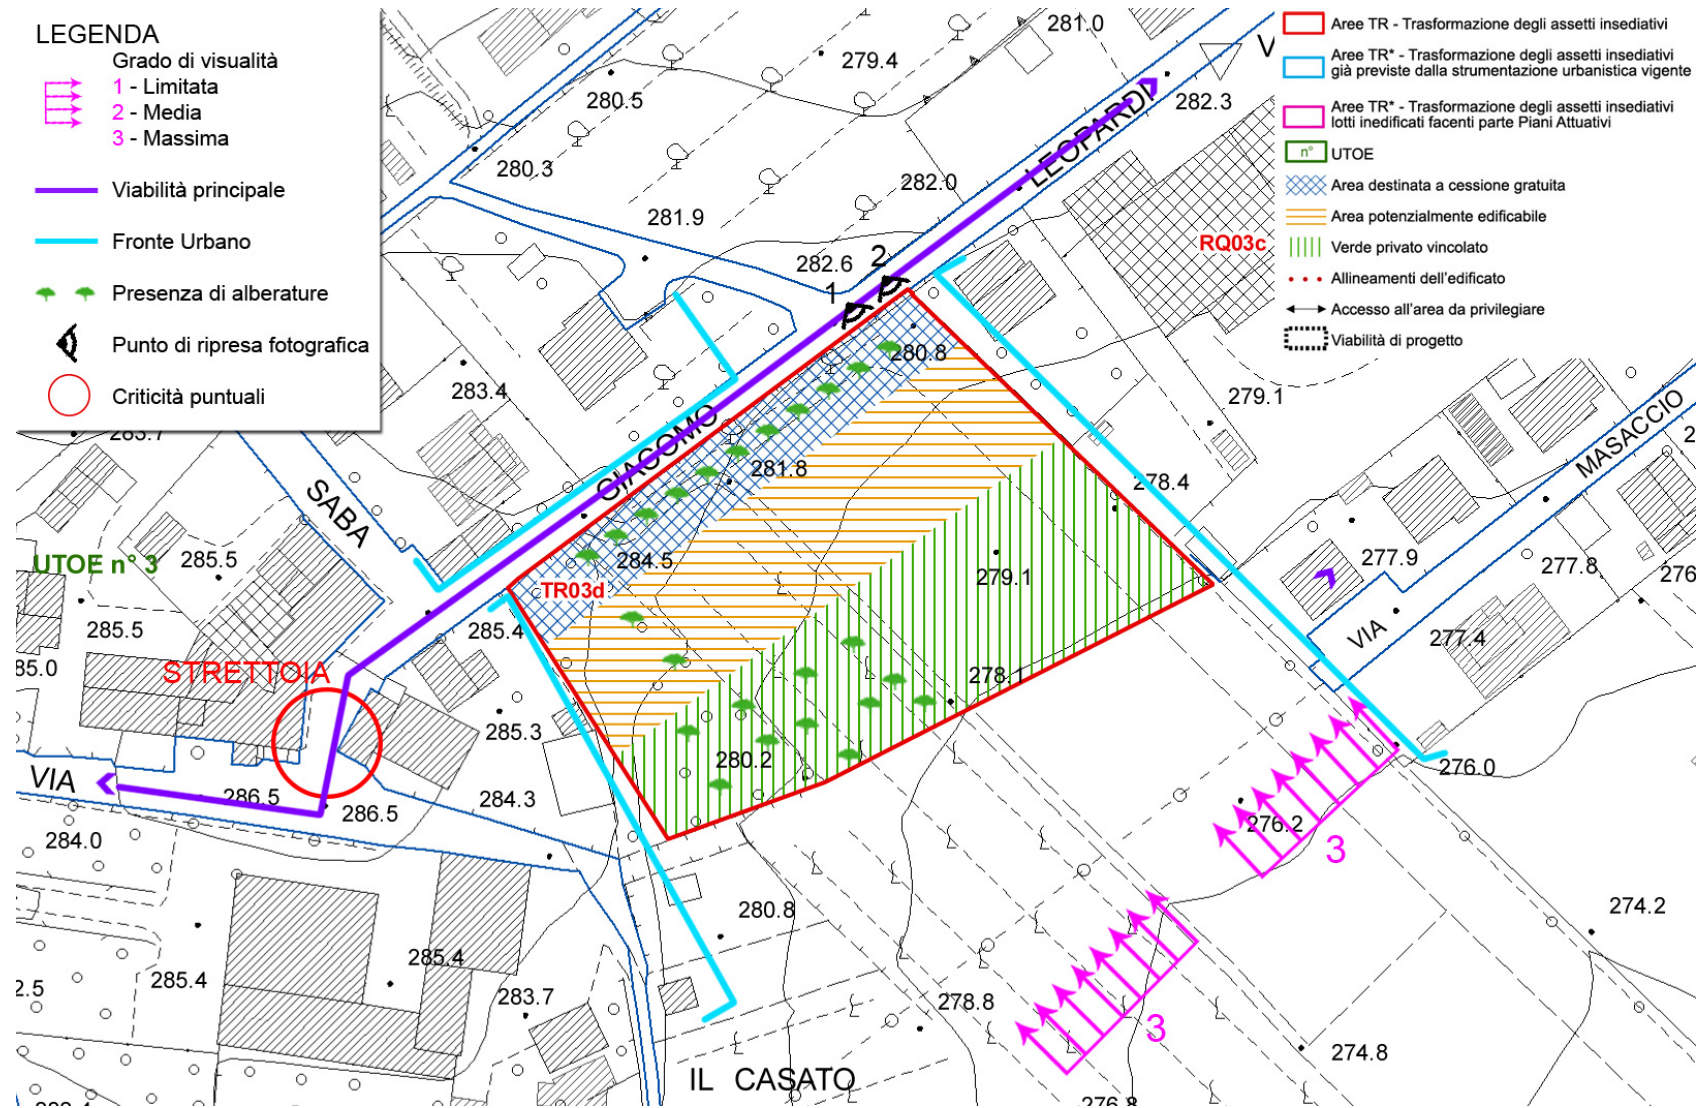 LEGENDA
Grado di visualità
1 - Limitata
2 - Media
3 - Massima
Viabilità principale
Fronte Urbano
Presenza di alberature
Punto di ripresa fotografica
Criticità puntuali
Aree TR - Trasformazione degli assetti insediativi
Aree TR* - Trasformazione degli assetti insediativi
già previste dalla strumentazione urbanistica vigente
Aree TR* - Trasformazione degli assetti insediativi
lotti inedificati facenti parte Piani Attuativi
n° UTOE
Area destinata a cessione gratuita
Area potenzialmente edificabile
Verde privato vincolato
Allineamenti dell'edificato
Accesso all'area da privilegiare
Viabilità di progetto
281.0
279.4
280.5
282.3
LEOPARDI
280.3
282.0
281.9
RQ03c
282.6
2
1
280.8
283.4
279.1
GIACOMO
MASACCIO
283.7
281.8
278.4
SABA
284.5
277.9
UTOE n° 3
285.5
279.1
277.8
276
TR03d
285.5
285.4
VIA
277.4
85.0
STRETTOIA
278.1
285.3
280.2
276.0
VIA
286.5
286.5
284.3
276.2
284.0
3
280.8
274.2
285.4
285.4
2.5
283.7
278.8
3
274.8
IL CASATO